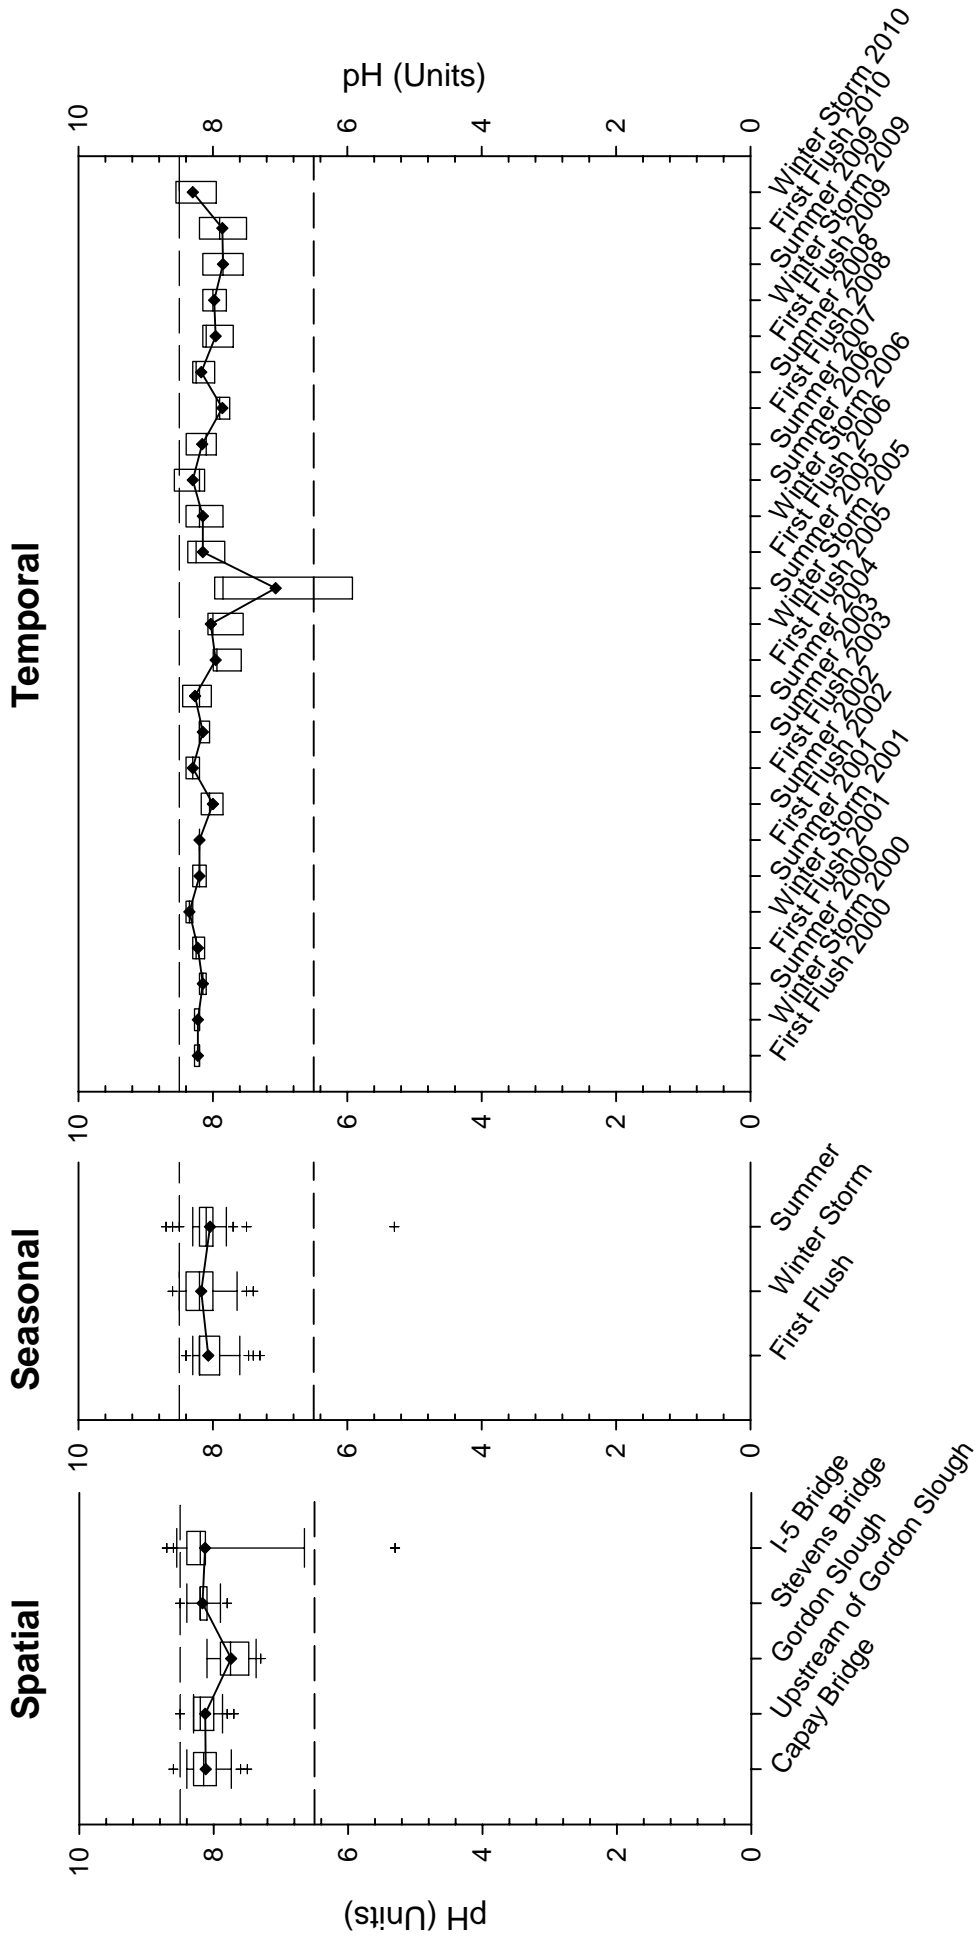 Spatial
Seasonal
Temporal
pH (Units)
10
8
6
4
2
0
Capay Bridge
Upstream of Gordon Slough
Gordon Slough
Stevens Bridge
I-5 Bridge
10
8
6
4
2
0
First Flush
Winter Storm
Summer
10
8
6
4
2
0
First Flush 2000
Winter Storm 2000
Summer 2000
First Flush 2001
Winter Storm 2001
Summer 2001
First Flush 2002
Summer 2002
First Flush 2003
Summer 2003
Summer 2004
First Flush 2005
Winter Storm 2005
Summer 2005
First Flush 2006
Winter Storm 2006
Summer 2006
Summer 2007
First Flush 2008
Summer 2008
First Flush 2009
Winter Storm 2009
Summer 2009
First Flush 2010
Winter Storm 2010
10
8
6
4
2
0
pH (Units)